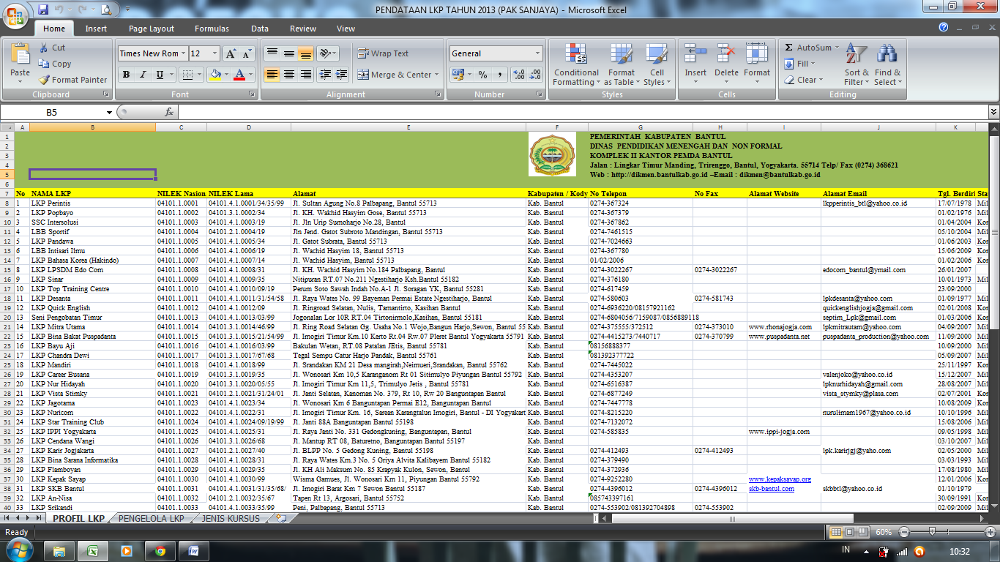 PENDATAAN LKP TAHUN 2013 (PAK SANJAYA) - Microsoft Excel
Home Insert Page Layout Formulas Data Review View
Cut
Copy
Format Painter
Paste
Clipboard
Times New Rom 12
B I U
Font
Wrap Text
Merge & Center
Alignment
General
Number
Conditional Formatting
Format as Table
Cell Styles
Styles
Insert Delete Format
Cells
AutoSum
Fill
Clear
Sort & Filter
Find & Select
Editing
B5 fx
A B C D E F G H I J K
1 PEMERINTAH KABUPATEN BANTUL
2 DINAS PENDIDIKAN MENENGAH DAN NON FORMAL
3 KOMPLEK II KANTOR PEMDA BANTUL
4 Jalan : Lingkar Timur Manding, Trirenggo, Bantul, Yogyakarta. 55714 Telp/ Fax (0274) 368621
5 Web : http://dikmen.bantulkab.go.id –Email : dikmen@bantulkab.go.id
6
7 No NAMA LKP NILEK Nasion NILEK Lama Alamat Kabupaten / Kody No Telepon No Fax Alamat Website Alamat Email Tgl. Berdiri Sta
8 1 LKP Perintis 04101.1.0001 04101.4.1.0001/34/35/99 Jl. Sultan Agung No.8 Palbapang, Bantul 55713 Kab. Bantul 0274-367324 lkpperintis_btl@yahoo.co.id 17/07/1978 Mil
9 2 LKP Popbayo 04101.1.0002 04101.3.1.0002/34 Jl. KH. Wakhid Hasyim Gose, Bantul 55713 Kab. Bantul 0274-367379 01/02/1976 Mil
10 3 SSC Intersolusi 04101.1.0003 04101.4.1.0003/19 Jl. Jln Urip Sumoharjo No.28, Bantul Kab. Bantul 0274-367862 01/04/2004 Kon
11 4 LBB Sportif 04101.1.0004 04101.2.1.0004/19 Jln Jend. Gatot Subroto Mandingan, Bantul 55713 Kab. Bantul 0274-7461515 05/10/2004 Mil
12 5 LKP Pandawa 04101.1.0005 04101.4.1.0005/34 Jl. Gatot Subrata, Bantul 55713 Kab. Bantul 0274-7024663 01/06/2003 Kon
13 6 LBB Intisari Ilmu 04101.1.0006 04101.4.1.0006/19 Jl. Wachid Hasyim 18, Bantul 55713 Kab. Bantul 0274-367780 15/06/2009 Kon
14 7 LKP Bahasa Korea (Hakindo) 04101.1.0007 04101.4.1.0007/14 Jl. Wachid Hasyim, Bantul 55713 Kab. Bantul 01/02/2006 01/02/2006 Kon
15 8 LKP LPSDM Edo Com 04101.1.0008 04101.4.1.0008/31 Jl. KH. Wachid Hasyim No.184 Palbapang, Bantul Kab. Bantul 0274-3022267 0274-3022267 edocom_bantul@ymail.com 26/01/2007
16 9 LKP Sinar 04101.1.0009 04101.4.1.0009/35 Nitipuran RT.07 No.211 Ngestiharjo Ksh.Bantul 55182 Kab. Bantul 0274-376180 10/01/1973 Mil
17 10 LKP Top Training Centre 04101.1.0010 04101.4.1.0010/09/19 Perum Soto Sawah Indah No.A-1 Jl. Soragan YK, Bantul 55281 Kab. Bantul 0274-617459 23/09/2000
18 11 LKP Desanta 04101.1.0011 04101.4.1.0011/31/54/58 Jl. Raya Wates No. 99 Bayeman Permai Estate Ngestiharjo, Bantul Kab. Bantul 0274-580603 0274-581743 lpkdesanta@yahoo.com 01/09/1977 Mil
19 12 LKP Quick English 04101.1.0012 04101.4.1.0012/09 Jl. Ringroad Selatan, Nulis, Tamantirto, Kasihan Bantul Kab. Bantul 0274-6936220/08157921162 quickenglishjogja@gmail.com 02/01/2008 Kon
20 13 Seni Pengobatan Timur 04101.1.0013 04101.4.1.0013/03/99 Jogonalan Lor 10R RT.04 Tirtonirmolo,Kasihan, Bantul 55181 Kab. Bantul 0274-6804056/7159087/0856889118 septim_Lpk@gmail.com 01/03/2006 Kon
21 14 LKP Mitra Utama 04101.1.0014 04101.3.1.0014/46/99 Jl. Ring Road Selatan Gg. Usaha No.1 Wojo,Bangun Harjo,Sewon, Bantul 55 Kab. Bantul 0274-375555/372512 0274-373010 www.rhonajogja.com lpkmitrautam@yahoo.com 04/09/2007 Mil
22 15 LKP Bina Bakat Puspadanta 04101.1.0015 04101.3.1.0015/21/54/99 Jl. Imogiri Timur Km.10 Kerto Rt.04 Rw.07 Pleret Bantul Yogyakarta 55791 Kab. Bantul 0274-4415273/7440717 0274-370799 www.puspadanta.net puspadanta_production@yahoo.com 11/09/2000 Mil
23 16 LKP Bayu Aji 04101.1.0016 04101.4.1.0016/03/99 Bakulan Wetan, RT.08 Patalan JEtis, Bantul 55781 Kab. Bantul 08156888377 10/09/2000 Mil
24 17 LKP Chandra Dewi 04101.1.0017 04101.3.1.0017/67/68 Tegal Sempu Catur Harjo Pandak, Bantul 55761 Kab. Bantul 081392377722 05/09/2007 Mil
25 18 LKP Mandiri 04101.1.0018 04101.4.1.0018/99 Jl. Srandakan KM 21 Desa mangirah,Neimueri,Srandakan, Bantul 55762 Kab. Bantul 0274-7445022 25/11/1997 Kon
26 19 LKP Career Busana 04101.1.0019 04101.3.1.0019/35 Jl. Wonosari Km 10,5 Karanganom Rt 01 Sitimulyo Piyungan Bantul 55792 Kab. Bantul 0274-4353207 valenjoko@yahoo.co.id 15/12/2007 Mil
27 20 LKP Nur Hidayah 04101.1.0020 04101.3.1.0020/05/55 Jl. Imogiri Timur Km 11,5, Trimulyo Jetis , Bantul 55781 Kab. Bantul 0274-6516387 lpknurhidayah@gmail.com 28/08/2007 Mil
28 21 LKP Vista Stimky 04101.1.0021 04101.2.1.0021/31/24/01 Jl. Janti Selatan, Kanoman No. 379, Rt 10, Rw 20 Banguntapan Bantul Kab. Bantul 0274-6877249 vista_stymky@plasa.com 02/07/2001 Kon
29 22 LKP Jagotama 04101.1.0023 04101.4.1.0023/34 Jl. Wonosari Km 6 Banguntapan Permai E12, Banguntapan Bantul Kab. Bantul 0274-7447778 10/08/2009 Kon
30 23 LKP Nuricom 04101.1.0022 04101.4.1.0022/31 Jl. Imogiri Timur Km. 16, Sarean Karangtalun Imogiri, Bantul - DI Yogyakart Kab. Bantul 0274-8215220 nurulimam1967@yahoo.co.id 10/10/1996 Mil
31 24 LKP Star Training Club 04101.1.0024 04101.4.1.0024/09/19/99 Jl. Janti 88A Banguntapan Bantul 55198 Kab. Bantul 0274-7132072 15/08/2006 Mil
32 25 LKP IPPI Yogyakarta 04101.1.0025 04101.4.1.0025/31 Jl. Raya Janti No. 331 Gedongkuning, Banguntapan, Bantul Kab. Bantul 0274-585835 www.ippi-jogja.com 09/05/1998 Mil
33 26 LKP Cendana Wangi 04101.1.0026 04101.3.1.0026/68 Jl. Mantup RT 08, Baturetno, Banguntapan Bantul 55197 Kab. Bantul 03/10/2007 Mil
34 27 LKP Karir Jogjakarta 04101.1.0027 04101.2.1.0027/40 Jl. BLPP No. 5 Gedong Kuning, Bantul 55198 Kab. Bantul 0274-412493 0274-412493 lpk.karirjgj@yaho.com 02/05/2000 Mil
35 28 LKP Bina Sarana Informatika 04101.1.0028 04101.4.1.0028/31 Jl. Raya Wates Km.3 No. 5 Griya Alvita Kalibayem Bantul 55182 Kab. Bantul 0274-379490 03/03/1993 Mil
36 29 LKP Flamboyan 04101.1.0029 04101.4.1.0029/35 Jl. KH Ali Maksum No. 85 Krapyak Kulon, Sewon, Bantul Kab. Bantul 0274-372936 17/08/1980 Mil
37 30 LKP Kepak Sayap 04101.1.0030 04101.4.1.0030/99 Wisma Gamues, Jl. Wonosari Km 11, Piyungan Bantul 55792 Kab. Bantul 0274-9252280 www.kepaksayap.org 12/01/2006 Kon
38 31 LKP SKB Bantul 04101.1.0031 04101.4.1.0031/31/35/68/ Jl. Imogiri Barat Km 7 Sewon Bantul 55187 Kab. Bantul 0274-4396012 0274-4396012 skb-bantul.com skbbtl@yahoo.co.id 01/10/1979
39 32 LKP An-Nisa 04101.1.0032 04101.2.1.0032/35/67 Tapen Rt 13, Argosari, Bantul 55752 Kab. Bantul 085743397161 30/09/1991 Kon
40 33 LKP Srikandi 04101.1.0033 04101.4.1.0033/35/99 Peni, Palbapang, Bantul 55713 Kab. Bantul 0274-553902/081392704898 0274-553902 02/09/2009 Mil
PROFIL LKP PENGELOLA LKP JENIS KURSUS
Ready 60%
IN 10:32